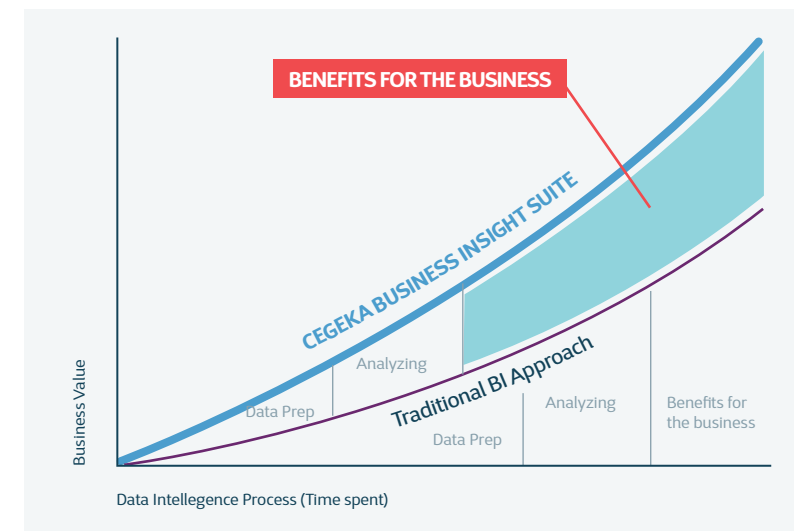 BENEFITS FOR THE BUSINESS
CEGEKA BUSINESS INSIGHT SUITE
Analyzing
Data Prep
Traditional BI Approach
Data Prep
Analyzing
Benefits for
the business
Business Value
Data Intellegence Process (Time spent)